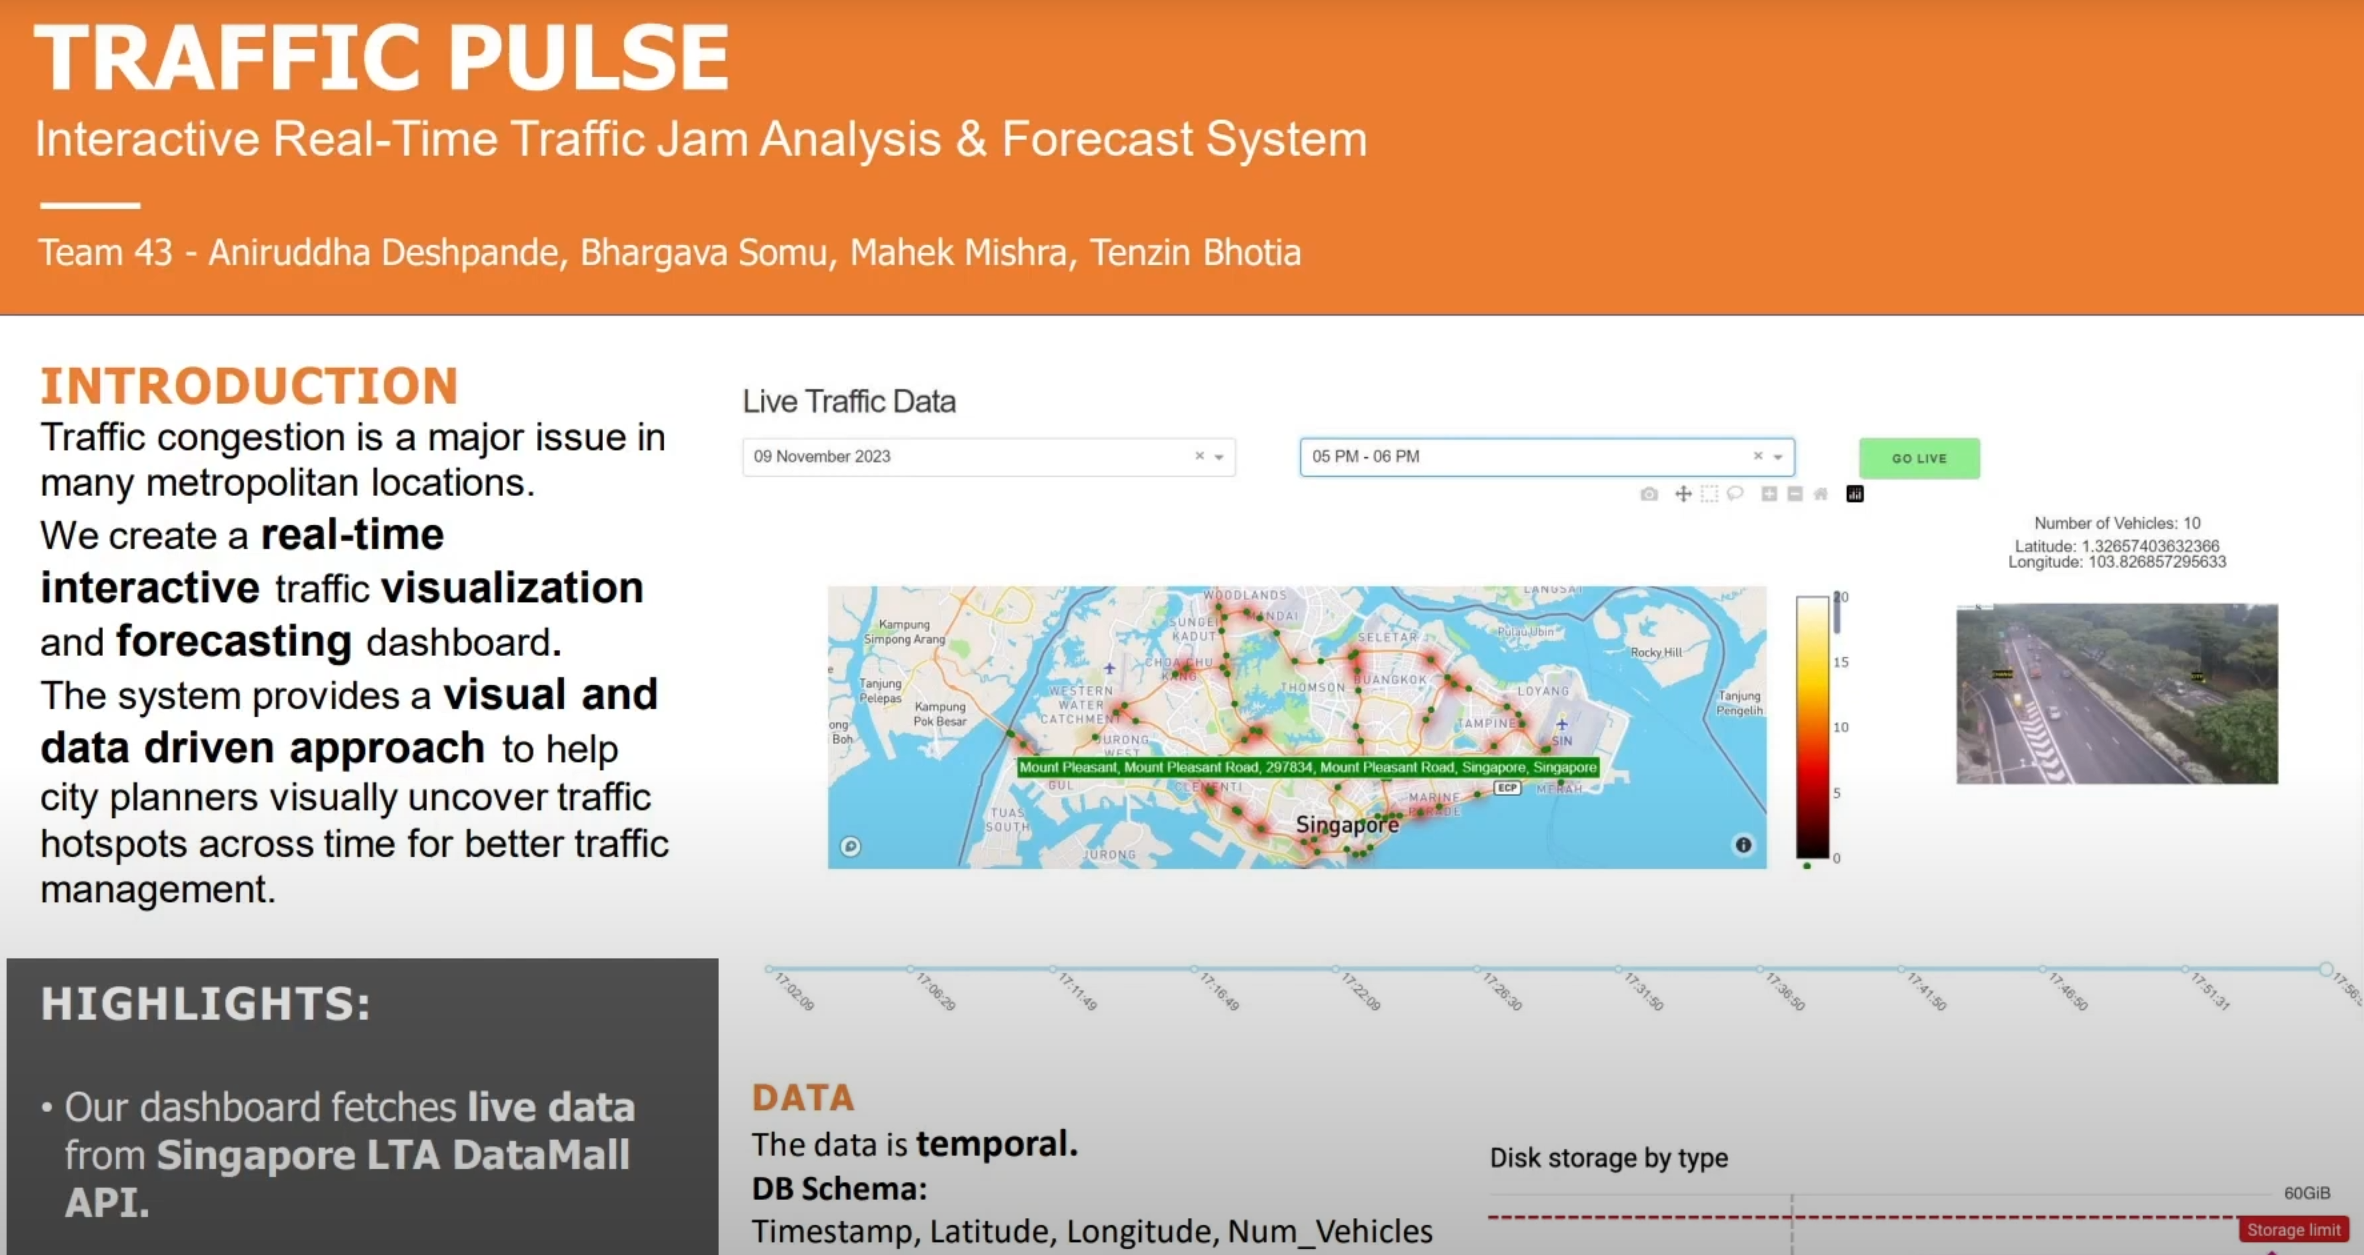 TRAFFIC PULSE
Interactive Real-Time Traffic Jam Analysis & Forecast System
Team 43 - Aniruddha Deshpande, Bhargava Somu, Mahek Mishra, Tenzin Bhotia
INTRODUCTION
Traffic congestion is a major issue in
many metropolitan locations.
We create a real-time
interactive traffic visualization
and forecasting dashboard.
The system provides a visual and
data driven approach to help
city planners visually uncover traffic
hotspots across time for better traffic
management.
HIGHLIGHTS:
• Our dashboard fetches live data
from Singapore LTA DataMall
API.
Live Traffic Data
09 November 2023
05 PM - 06 PM
GO LIVE
Number of Vehicles: 10
Latitude: 1.32657403632366
Longitude: 103.826857295633
WOODLANDS
Kampung
Simpong Arang
SUNGEI
KADUT
SELETAR
Pulau Ubin
Rocky Hill
CHOA CHU
KANG
Tanjung
Pelepas
Kampung
Pok Besar
WESTERN
WATER
CATCHMENT
THOMSON
BUANGKOK
LOYANG
Tanjung
Pengelih
ong
Boh
JURONG
WEST
TAMPINES
SIN
Mount Pleasant, Mount Pleasant Road, 297834, Mount Pleasant Road, Singapore, Singapore
GUL
CLEMENTI
ECP
MERAH
MARINE
PARADE
TUAS
SOUTH
Singapore
JURONG
20
15
10
5
0
17:02:09
17:06:29
17:11:49
17:16:49
17:22:09
17:26:30
17:31:50
17:36:50
17:41:50
17:46:50
17:51:31
17:56:
DATA
The data is temporal.
DB Schema:
Timestamp, Latitude, Longitude, Num_Vehicles
Disk storage by type
60GiB
Storage limit